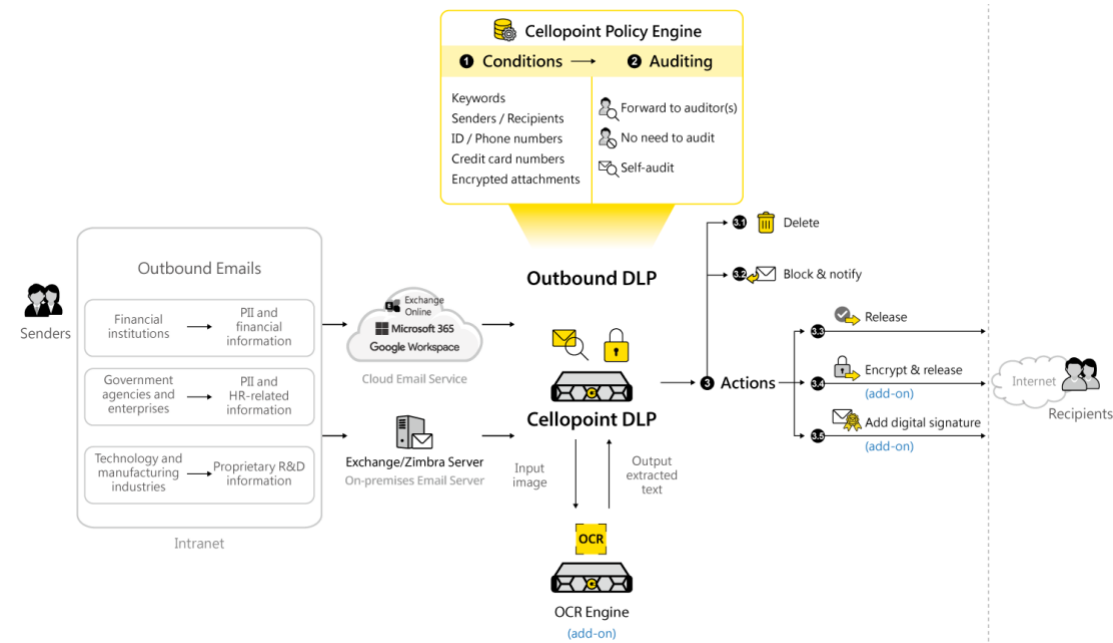 Cellopoint Policy Engine
1 Conditions
2 Auditing
Keywords
Senders / Recipients
ID / Phone numbers
Credit card numbers
Encrypted attachments
Forward to auditor(s)
No need to audit
Self-audit
Senders
Outbound Emails
Financial
institutions
PII and
financial
information
Government
agencies and
enterprises
PII and
HR-related
information
Technology and
manufacturing
industries
Proprietary R&D
information
Intranet
Exchange
Online
Microsoft 365
Google Workspace
Cloud Email Service
Exchange/Zimbra Server
On-premises Email Server
Outbound DLP
Cellopoint DLP
Input
image
Output
extracted
text
OCR
OCR Engine
(add-on)
3 Actions
3.1 Delete
3.2 Block & notify
3.3 Release
3.4 Encrypt & release
(add-on)
3.5 Add digital signature
(add-on)
Internet
Recipients